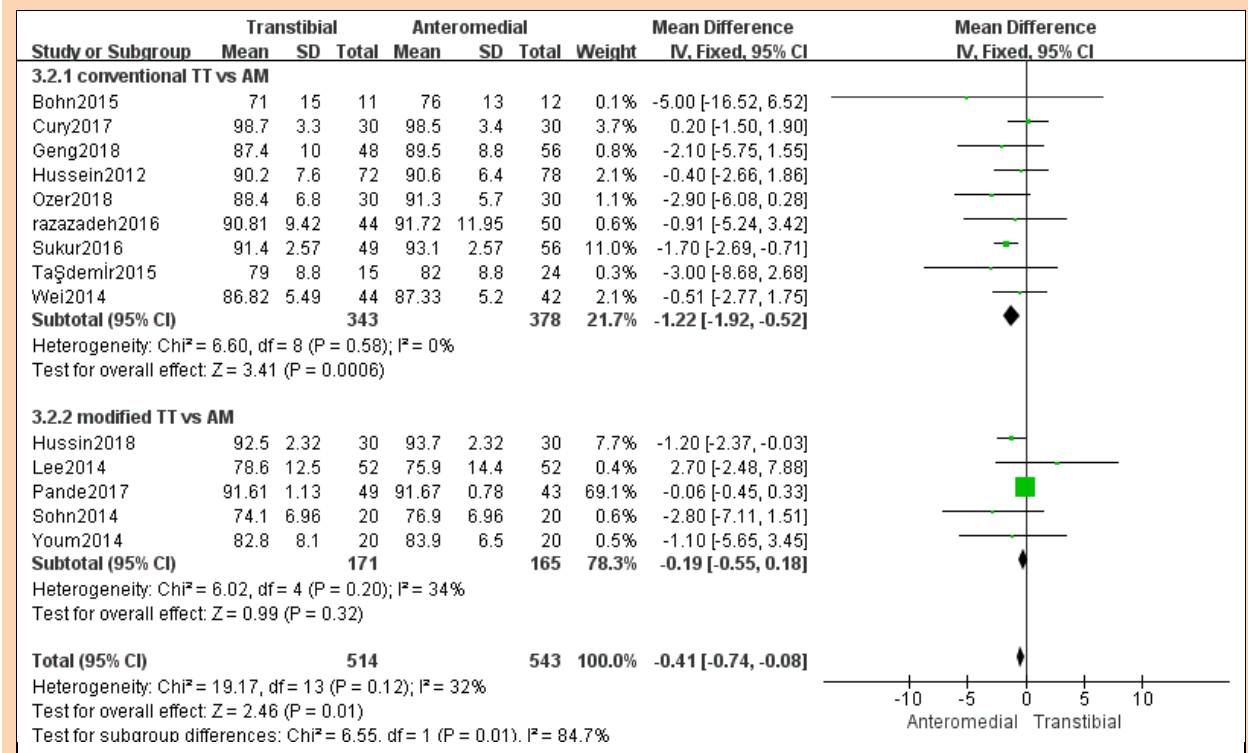 Transtibial Anteromedial Mean Difference Mean Difference
Study or Subgroup Mean SD Total Mean SD Total Weight IV, Fixed, 95% CI IV, Fixed, 95% CI
3.2.1 conventional TT vs AM
Bohn2015 71 15 11 76 13 12 0.1% -5.00 [-16.52, 6.52]
Cury2017 98.7 3.3 30 98.5 3.4 30 3.7% 0.20 [-1.50, 1.90]
Geng2018 87.4 10 48 89.5 8.8 56 0.8% -2.10 [-5.75, 1.55]
Hussein2012 90.2 7.6 72 90.6 6.4 78 2.1% -0.40 [-2.66, 1.86]
Ozer2018 88.4 6.8 30 91.3 5.7 30 1.1% -2.90 [-6.08, 0.28]
razazadeh2016 90.81 9.42 44 91.72 11.95 50 0.6% -0.91 [-5.24, 3.42]
Sukur2016 91.4 2.57 49 93.1 2.57 56 11.0% -1.70 [-2.69, -0.71]
TaŞdemİr2015 79 8.8 15 82 8.8 24 0.3% -3.00 [-8.68, 2.68]
Wei2014 86.82 5.49 44 87.33 5.2 42 2.1% -0.51 [-2.77, 1.75]
Subtotal (95% CI) 343 378 21.7% -1.22 [-1.92, -0.52]
Heterogeneity: Chi² = 6.60, df = 8 (P = 0.58); I² = 0%
Test for overall effect: Z = 3.41 (P = 0.0006)
3.2.2 modified TT vs AM
Hussin2018 92.5 2.32 30 93.7 2.32 30 7.7% -1.20 [-2.37, -0.03]
Lee2014 78.6 12.5 52 75.9 14.4 52 0.4% 2.70 [-2.48, 7.88]
Pande2017 91.61 1.13 49 91.67 0.78 43 69.1% -0.06 [-0.45, 0.33]
Sohn2014 74.1 6.96 20 76.9 6.96 20 0.6% -2.80 [-7.11, 1.51]
Youm2014 82.8 8.1 20 83.9 6.5 20 0.5% -1.10 [-5.65, 3.45]
Subtotal (95% CI) 171 165 78.3% -0.19 [-0.55, 0.18]
Heterogeneity: Chi² = 6.02, df = 4 (P = 0.20); I² = 34%
Test for overall effect: Z = 0.99 (P = 0.32)
Total (95% CI) 514 543 100.0% -0.41 [-0.74, -0.08]
Heterogeneity: Chi² = 19.17, df = 13 (P = 0.12); I² = 32%
Test for overall effect: Z = 2.46 (P = 0.01)
Test for subgroup differences: Chi² = 6.55, df = 1 (P = 0.01), I² = 84.7%
-10 -5 0 5 10
Anteromedial Transtibial